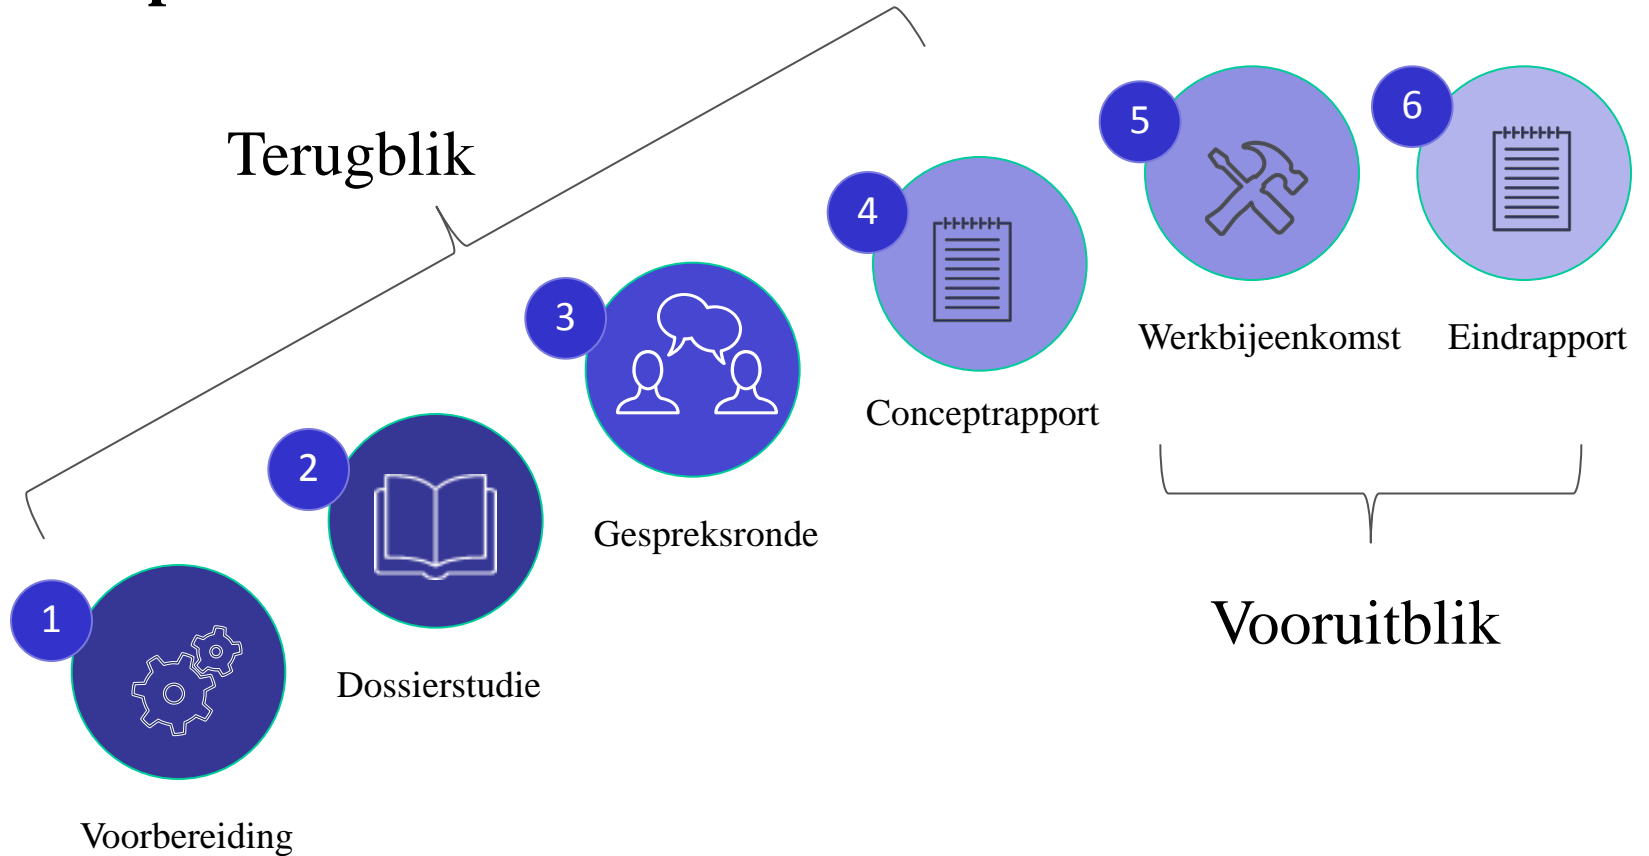 Terugblik
1
Voorbereiding
2
Dossierstudie
3
Gespreksronde
4
Conceptrapport
5
Werkbijeenkomst
6
Eindrapport
Vooruitblik